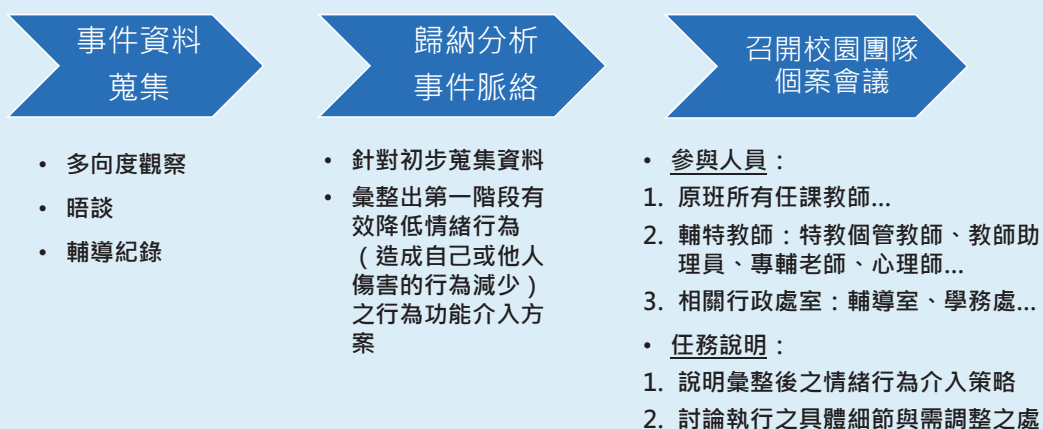 事件資料
蒐集
• 多向度觀察
• 晤談
• 輔導紀錄
歸納分析
事件脈絡
• 針對初步蒐集資料
• 彙整出第一階段有
效降低情緒行為
（造成自己或他人
傷害的行為減少）
之行為功能介入方
案
召開校園團隊
個案會議
• 參與人員：
1. 原班所有任課教師...
2. 輔特教師：特教個管教師、教師助
理員、專輔老師、心理師...
3. 相關行政處室：輔導室、學務處...
• 任務說明：
1. 說明彙整後之情緒行為介入策略
2. 討論執行之具體細節與需調整之處